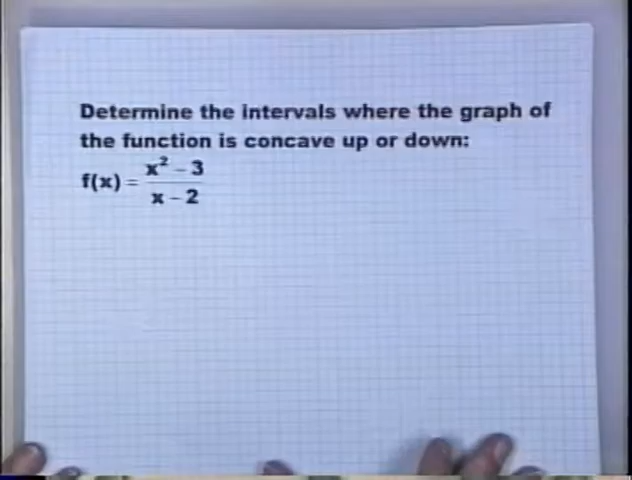 Determine the intervals where the graph of
the function is concave up or down:
f(x) = x² - 3
x - 2